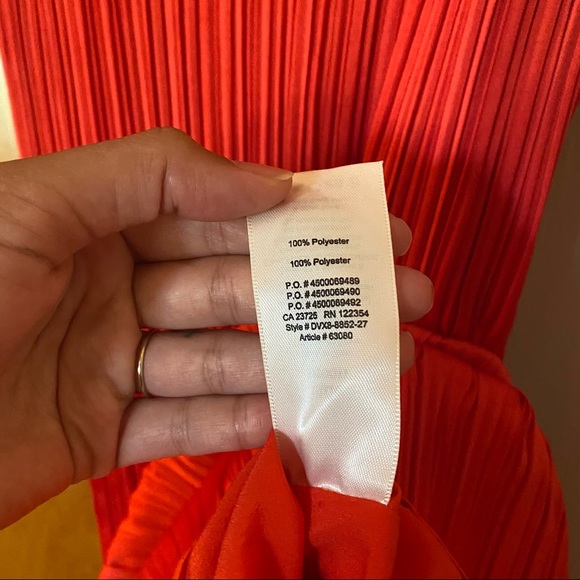 100% Polyester
100% Polyester
P.O. # 4500069489
P.O. # 4500069490
P.O. # 4500069492
CA 23725 RN 122354
Style # DVX8-8852-27
Article # 63080